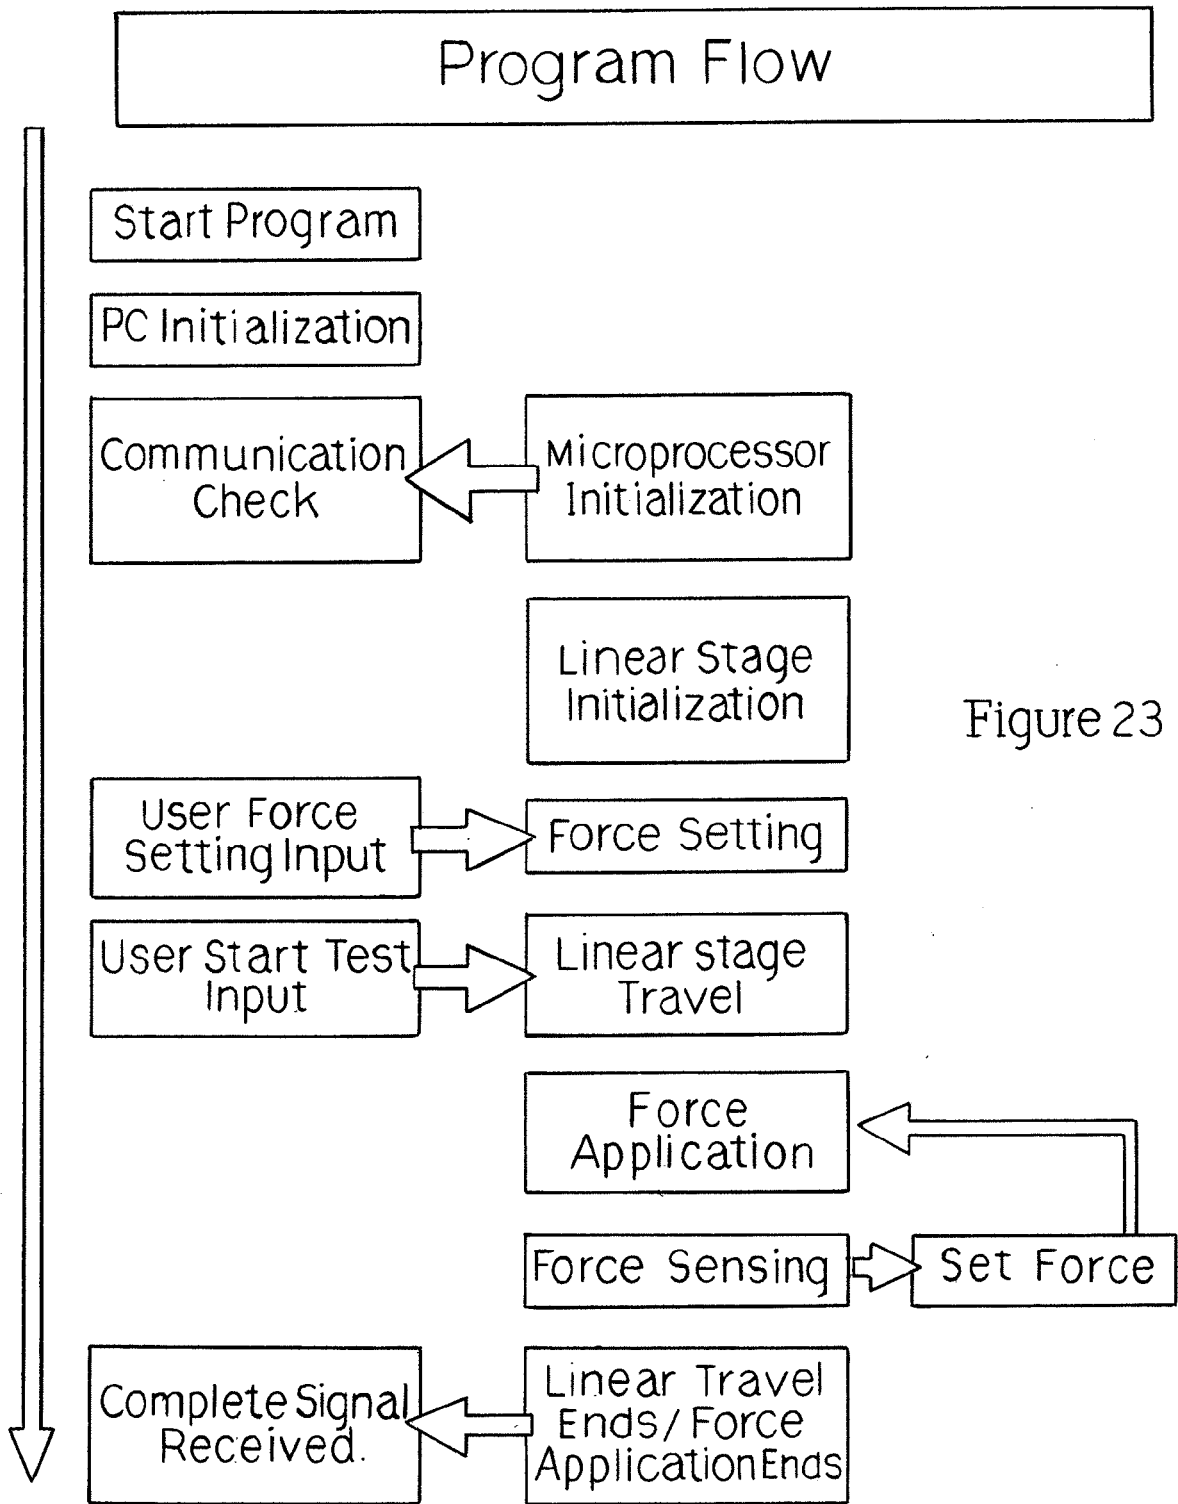 Program Flow
Start Program
PC Initialization
Communication
Check
Microprocessor
Initialization
Linear Stage
Initialization
Figure 23
User Force
Setting Input
Force Setting
User Start Test
Input
Linear stage
Travel
Force
Application
Force Sensing
Set Force
Complete Signal
Received.
Linear Travel
Ends/Force
Application Ends